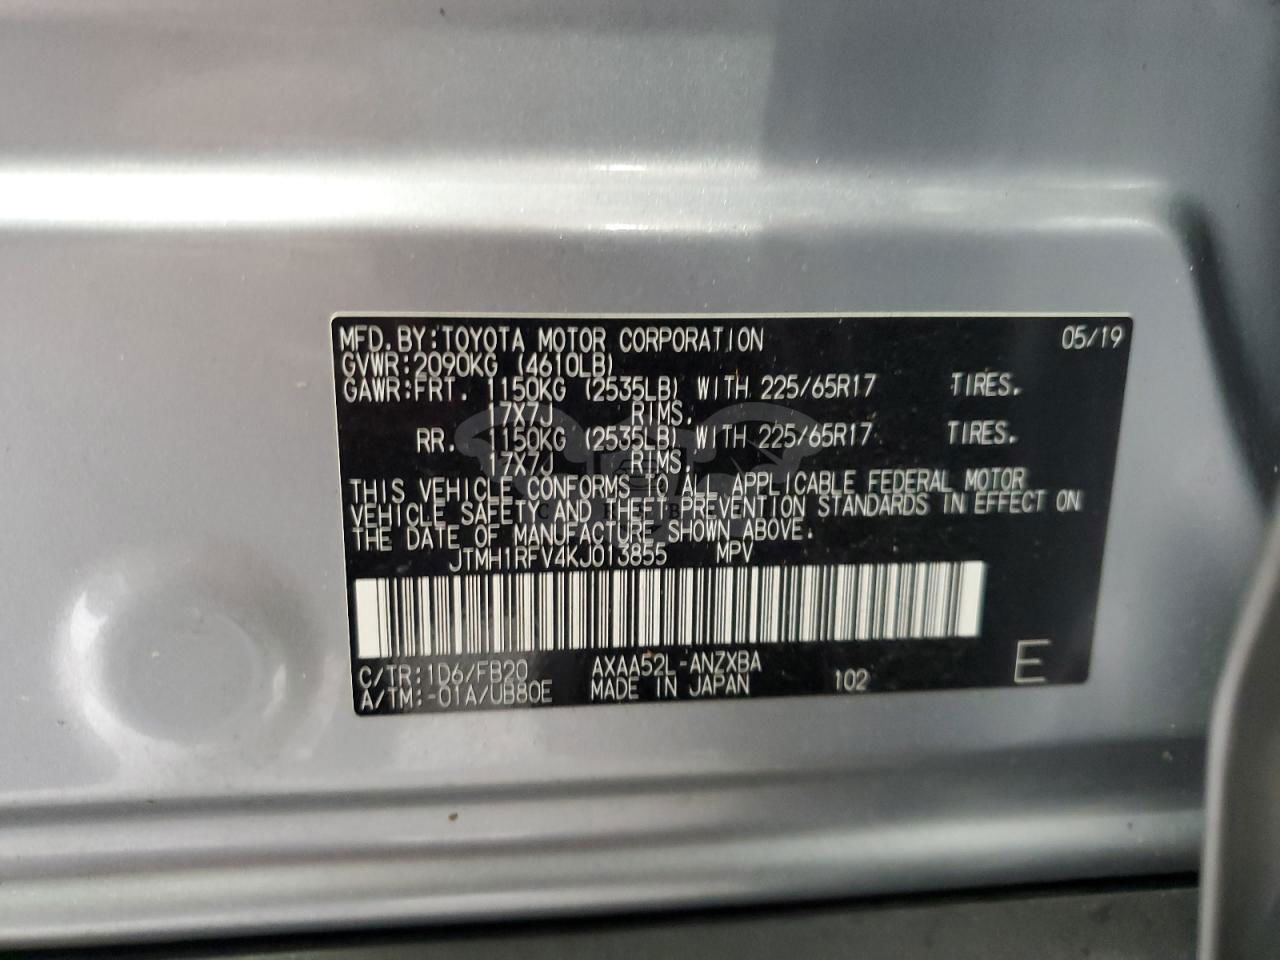 MFD.BY:TOYOTA MOTOR CORPORATION 05/19
GVWR:2090KG (4610LB)
GAWR:FRT. 1150KG (2535LB) WITH 225/65R17 TIRES.
17X7J RIMS.
RR. 1150KG (2535LB) WITH 225/65R17 TIRES.
17X7J RIMS.
THIS VEHICLE CONFORMS TO ALL APPLICABLE FEDERAL MOTOR
VEHICLE SAFETY AND THEFT PREVENTION STANDARDS IN EFFECT ON
THE DATE OF MANUFACTURE SHOWN ABOVE.
JTMH1RFV4KJ013855 MPV
C/TR:1D6/FB20 AXAA52L-ANZXBA E
A/TM:-01A/UB80E MADE IN JAPAN 102